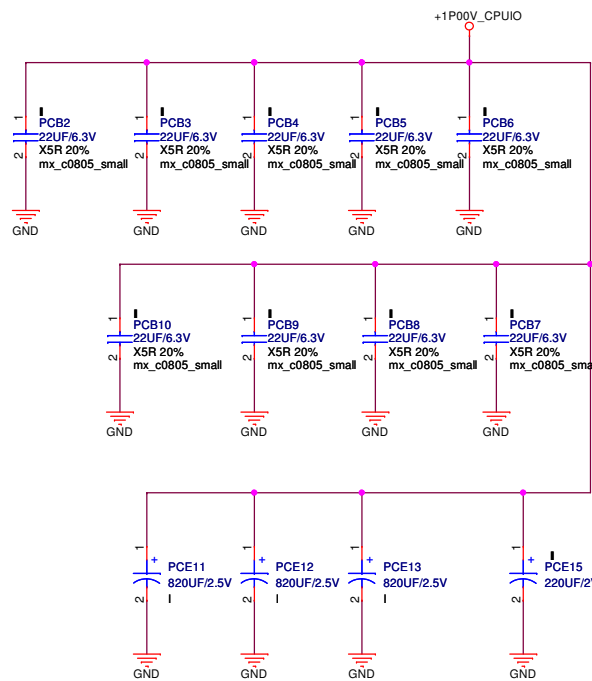 +1P00V_CPUIO
1 PCB2 1 PCB3 1 PCB4 1 PCB5 1 PCB6
22UF/6.3V 22UF/6.3V 22UF/6.3V 22UF/6.3V 22UF/6.3V
2 X5R 20% 2 X5R 20% 2 X5R 20% 2 X5R 20% 2 X5R 20%
mx_c0805_small mx_c0805_small mx_c0805_small mx_c0805_small mx_c0805_small
GND GND GND GND GND
1 PCB10 1 PCB9 1 PCB8 1 PCB7
22UF/6.3V 22UF/6.3V 22UF/6.3V 22UF/6.3V
2 X5R 20% 2 X5R 20% 2 X5R 20% 2 X5R 20%
mx_c0805_small mx_c0805_small mx_c0805_small mx_c0805_sma
GND GND GND GND
1 + PCE11 1 + PCE12 1 + PCE13 1 + PCE15
2 820UF/2.5V 2 820UF/2.5V 2 820UF/2.5V 2 220UF/2
GND GND GND GND